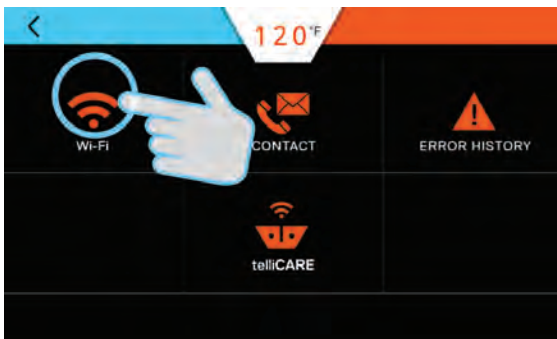 120°F
Wi-Fi
CONTACT
ERROR HISTORY
telliCARE